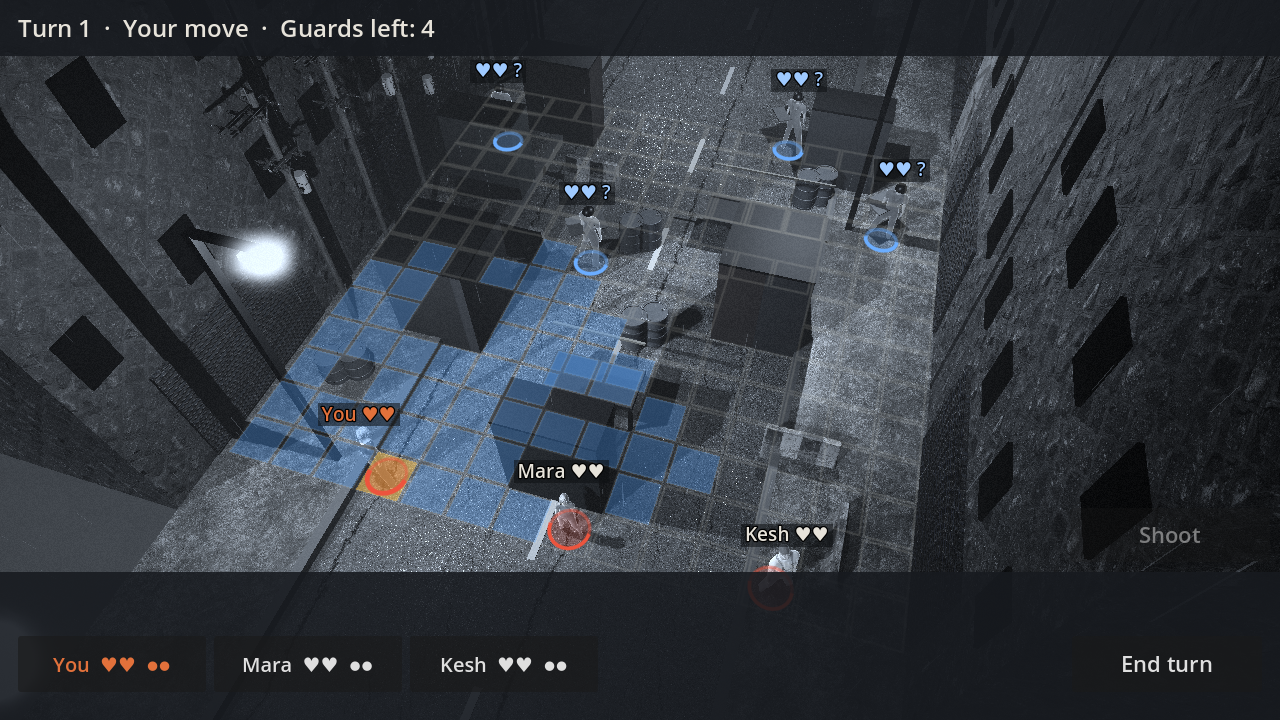 Turn 1 · Your move · Guards left: 4
♥♥ ?
♥♥ ?
♥♥ ?
♥♥ ?
You ♥♥
Mara ♥♥
Kesh ♥♥
Shoot
You ♥♥ ●●
Mara ♥♥ ●●
Kesh ♥♥ ●●
End turn